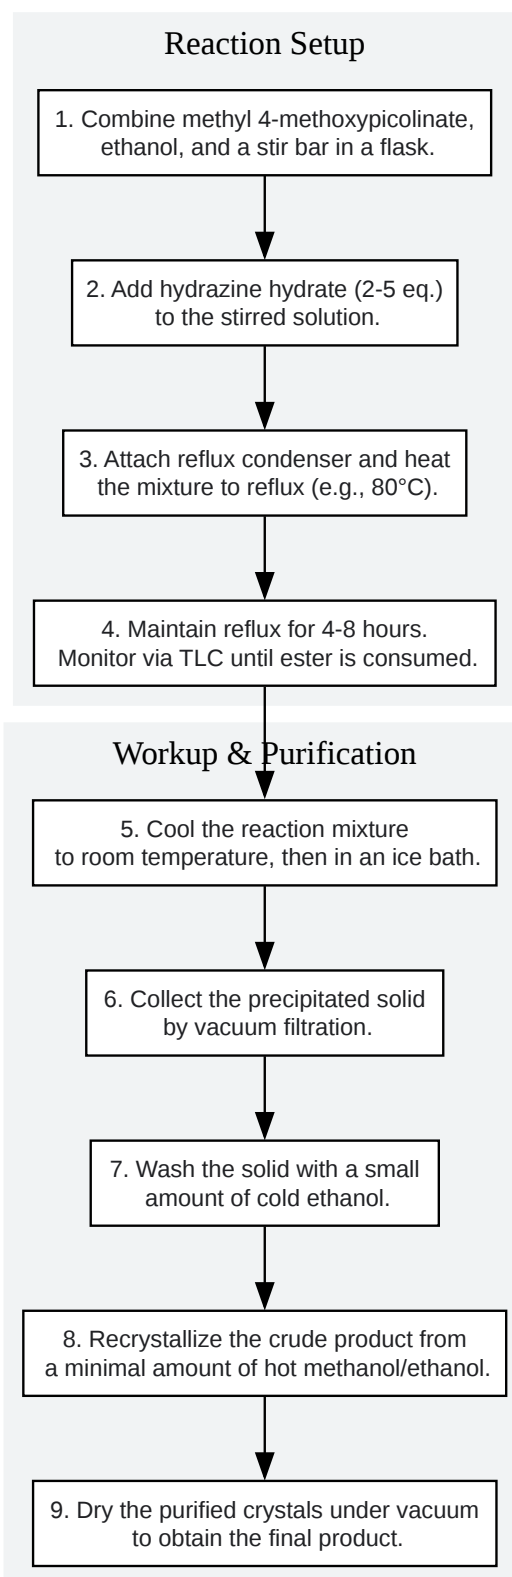 Reaction Setup
1. Combine methyl 4-methoxypicolinate,
ethanol, and a stir bar in a flask.
2. Add hydrazine hydrate (2-5 eq.)
to the stirred solution.
3. Attach reflux condenser and heat
the mixture to reflux (e.g., 80°C).
4. Maintain reflux for 4-8 hours.
Monitor via TLC until ester is consumed.
Workup & Purification
5. Cool the reaction mixture
to room temperature, then in an ice bath.
6. Collect the precipitated solid
by vacuum filtration.
7. Wash the solid with a small
amount of cold ethanol.
8. Recrystallize the crude product from
a minimal amount of hot methanol/ethanol.
9. Dry the purified crystals under vacuum
to obtain the final product.